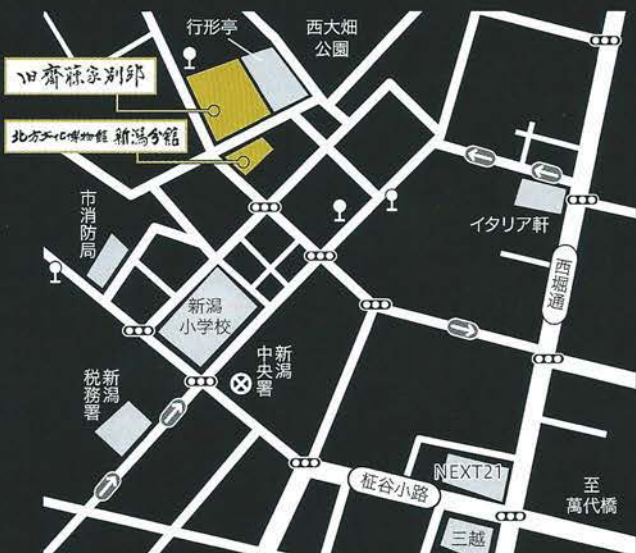 行形亭
西大畑
公園
旧齋藤家別邸
北方文化博物館 新潟分館
市消防局
イタリア軒
西堀通
新潟
小学校
新潟
中央署
新潟
税務署
NEXT21
柾谷小路
至
萬代橋
三越